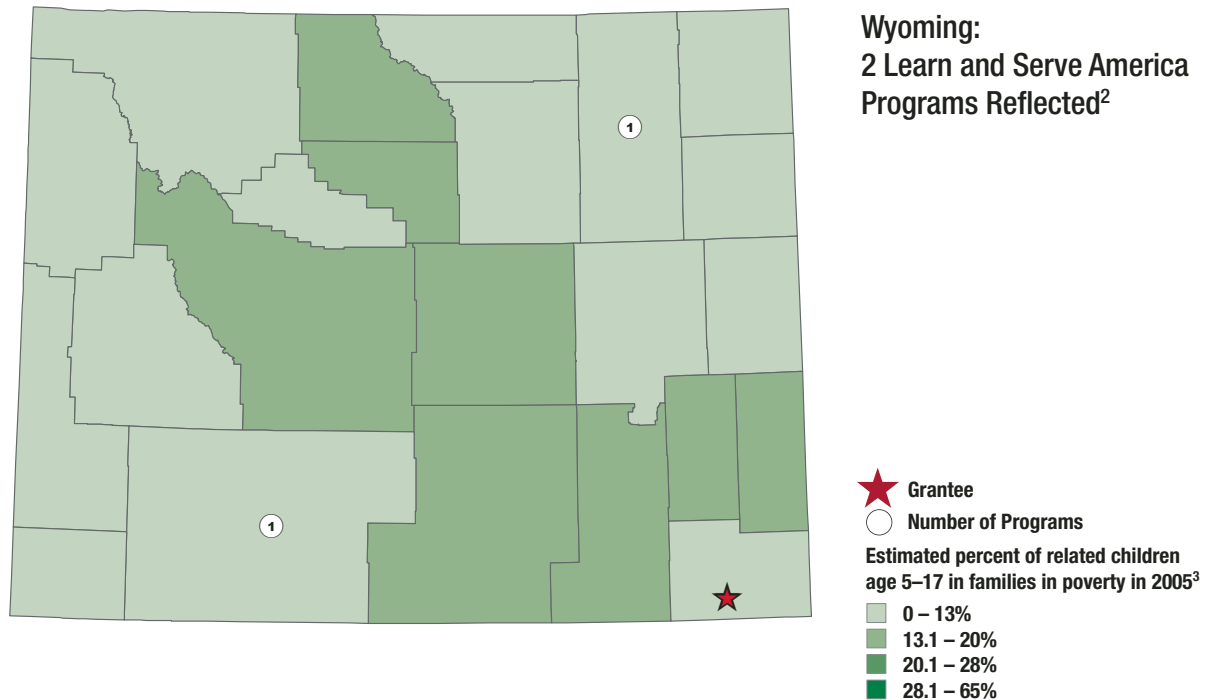 Wyoming:
2 Learn and Serve America
Programs Reflected2
1
1
Grantee
Number of Programs
Estimated percent of related children
age 5–17 in families in poverty in 20053
0 – 13%
13.1 – 20%
20.1 – 28%
28.1 – 65%